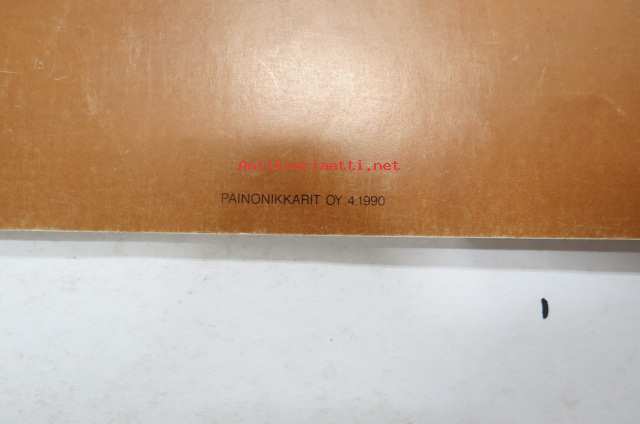 Antikvariaatti.net
PAINONIKKARIT OY 4.1990